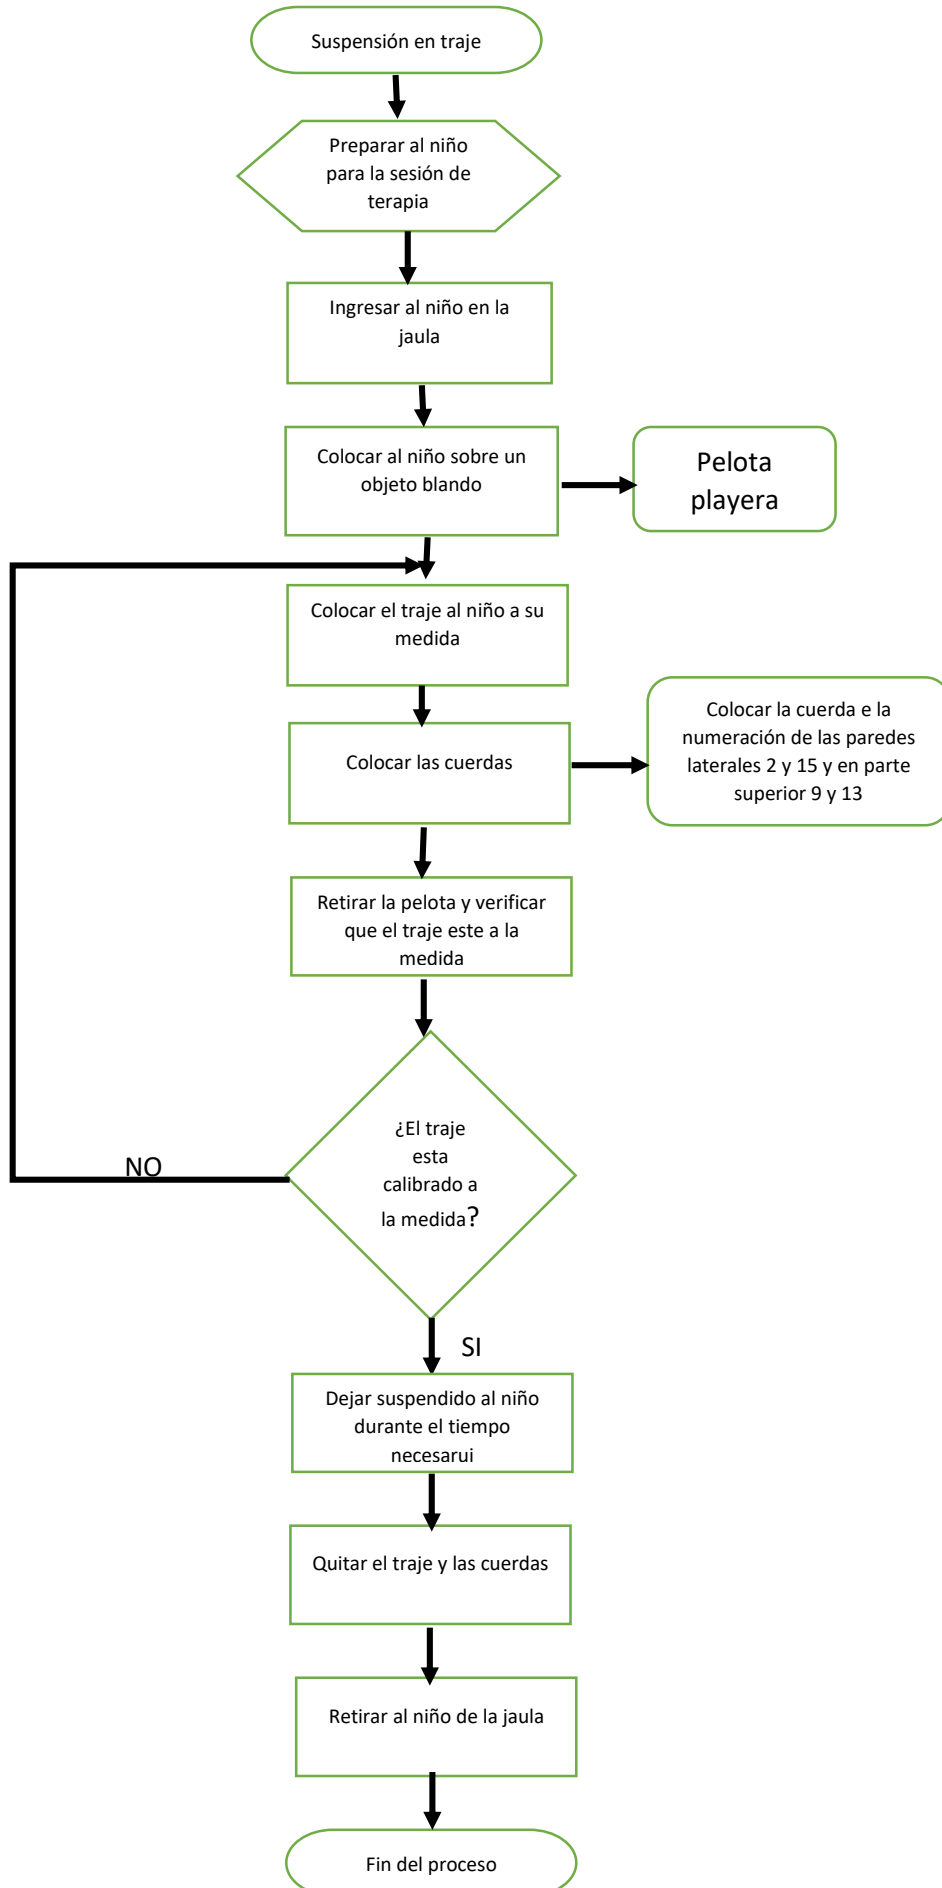 Suspensión en traje
Preparar al niño
para la sesión de
terapia
Ingresar al niño en la
jaula
Colocar al niño sobre un
objeto blando
Pelota
playera
Colocar el traje al niño a su
medida
Colocar las cuerdas
Colocar la cuerda e la
numeración de las paredes
laterales 2 y 15 y en parte
superior 9 y 13
Retirar la pelota y verificar
que el traje este a la
medida
¿El traje
esta
calibrado a
la medida?
NO
SI
Dejar suspendido al niño
durante el tiempo
necesarui
Quitar el traje y las cuerdas
Retirar al niño de la jaula
Fin del proceso